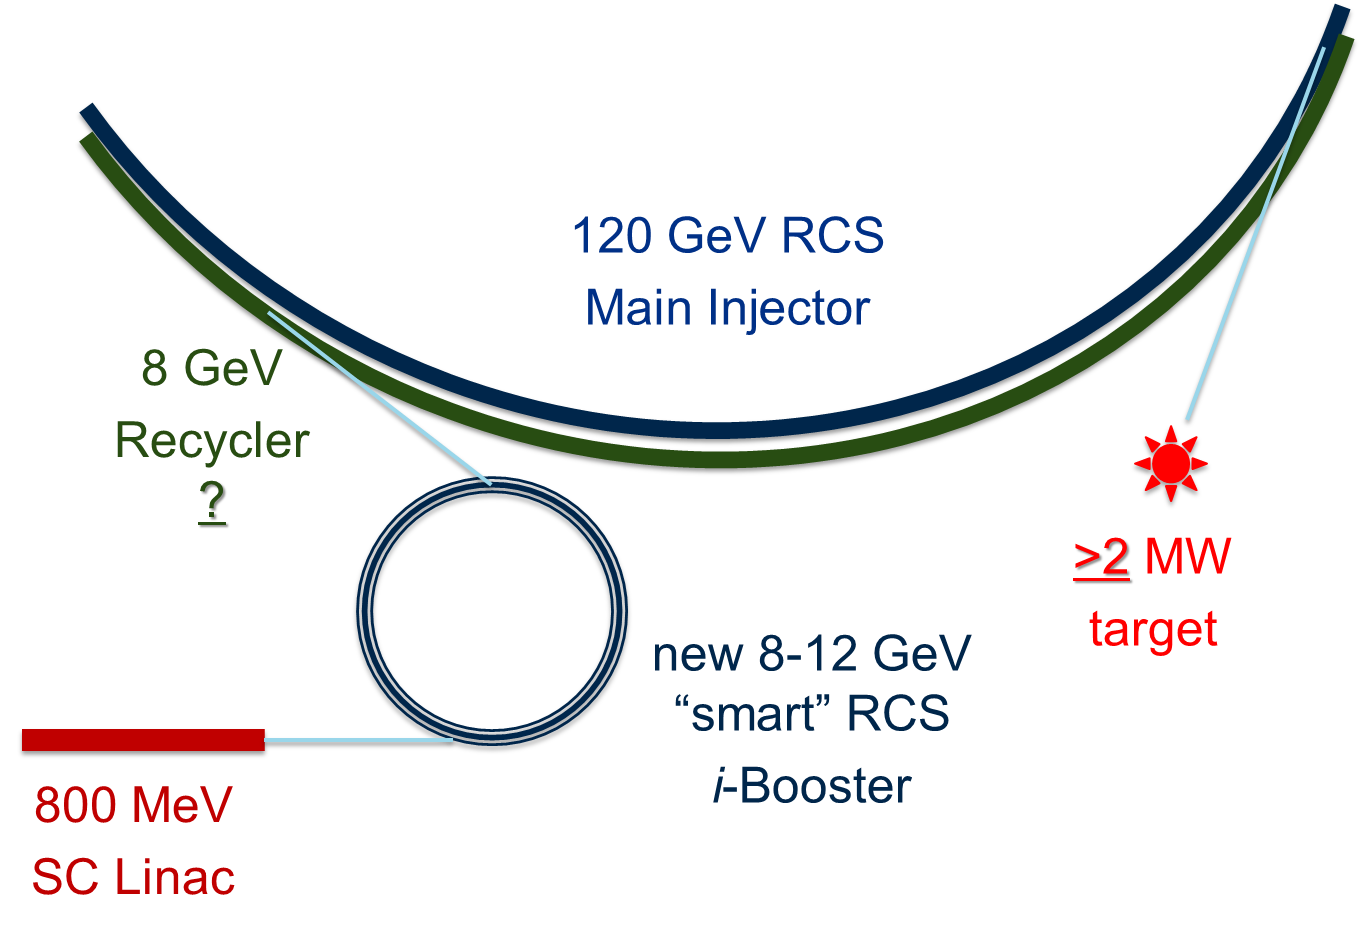 120 GeV RCS
Main Injector
8 GeV
Recycler
?
>2 MW
target
new 8-12 GeV
“smart” RCS
i-Booster
800 MeV
SC Linac